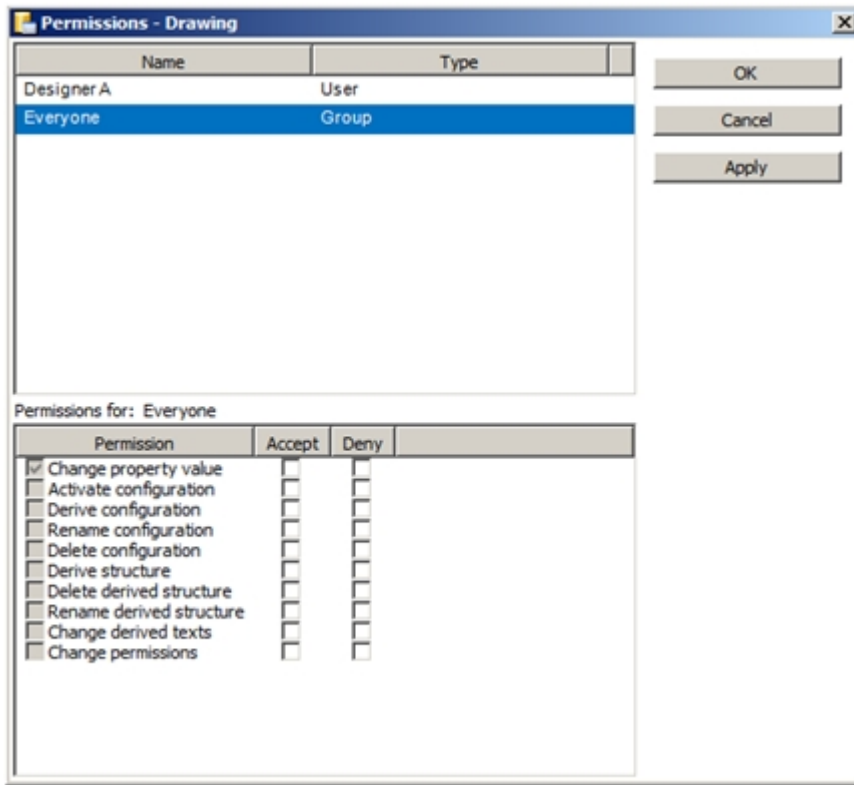 Permissions - Drawing
Name Type
Designer A User
Everyone Group
OK
Cancel
Apply
Permissions for: Everyone
Permission Accept Deny
Change property value
Activate configuration
Derive configuration
Rename configuration
Delete configuration
Derive structure
Delete derived structure
Rename derived structure
Change derived texts
Change permissions